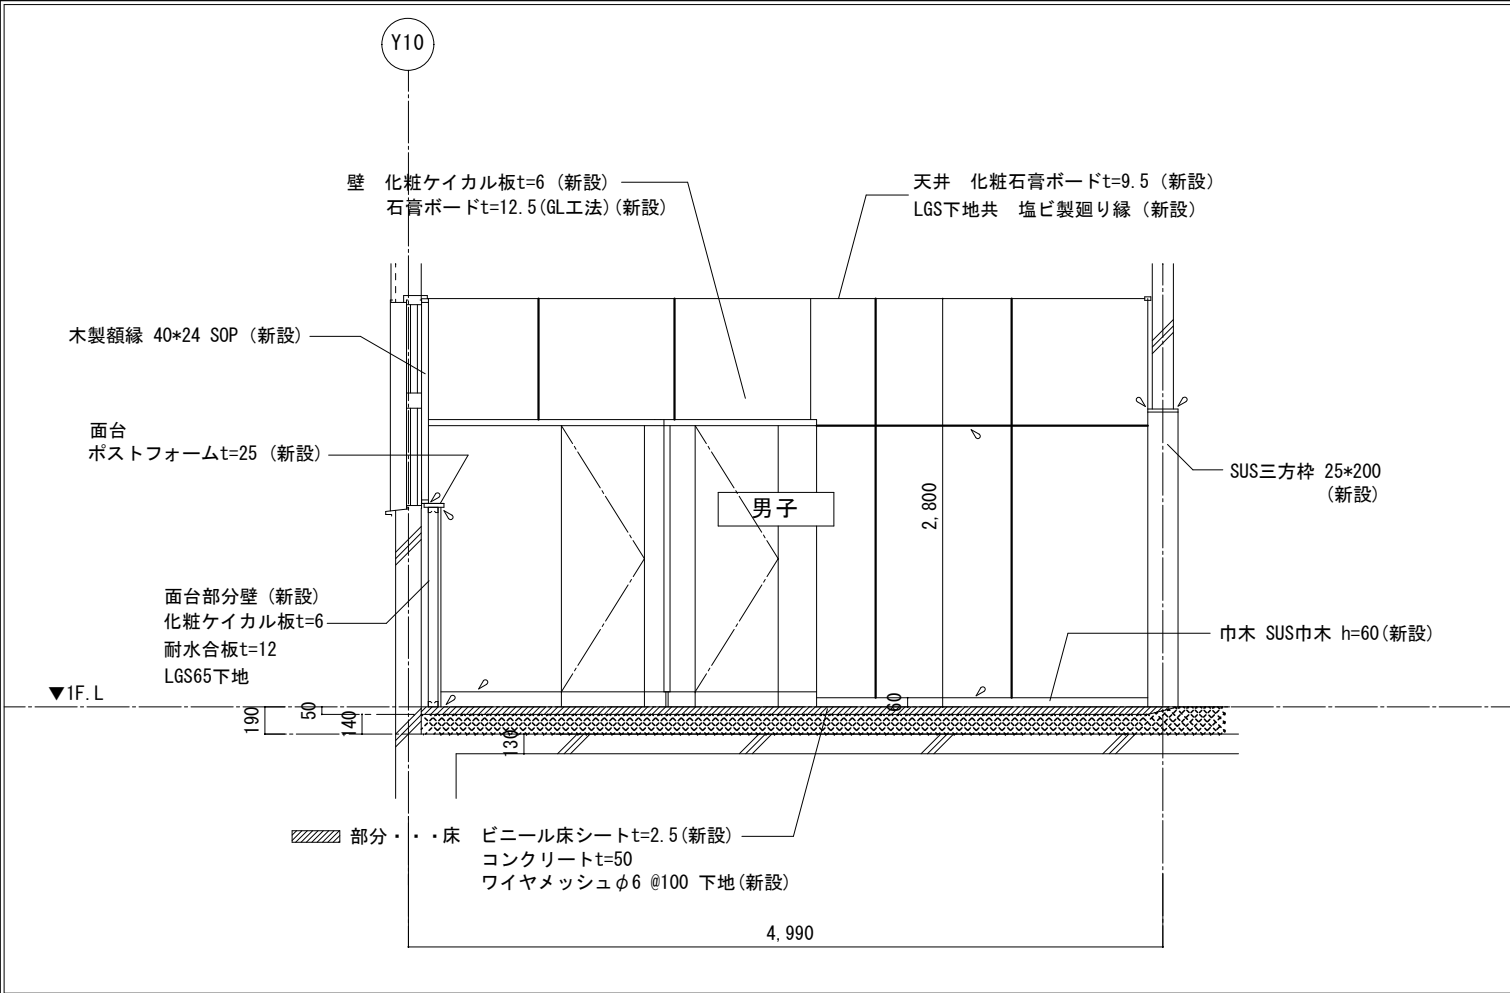 Y10
壁　化粧ケイカル板t=6 (新設)
石膏ボードt=12.5(GL工法)(新設)
天井　化粧石膏ボードt=9.5 (新設)
LGS下地共　塩ビ製廻り縁 (新設)
木製額縁 40*24 SOP (新設)
面台
ポストフォームt=25 (新設)
SUS三方枠 25*200
(新設)
男子
2,800
面台部分壁 (新設)
化粧ケイカル板t=6
耐水合板t=12
LGS65下地
巾木 SUS巾木 h=60(新設)
▼1F.L
190
50
140
60
130
部分・・・床　ビニール床シートt=2.5(新設)
コンクリートt=50
ワイヤメッシュφ6 @100 下地(新設)
4,990